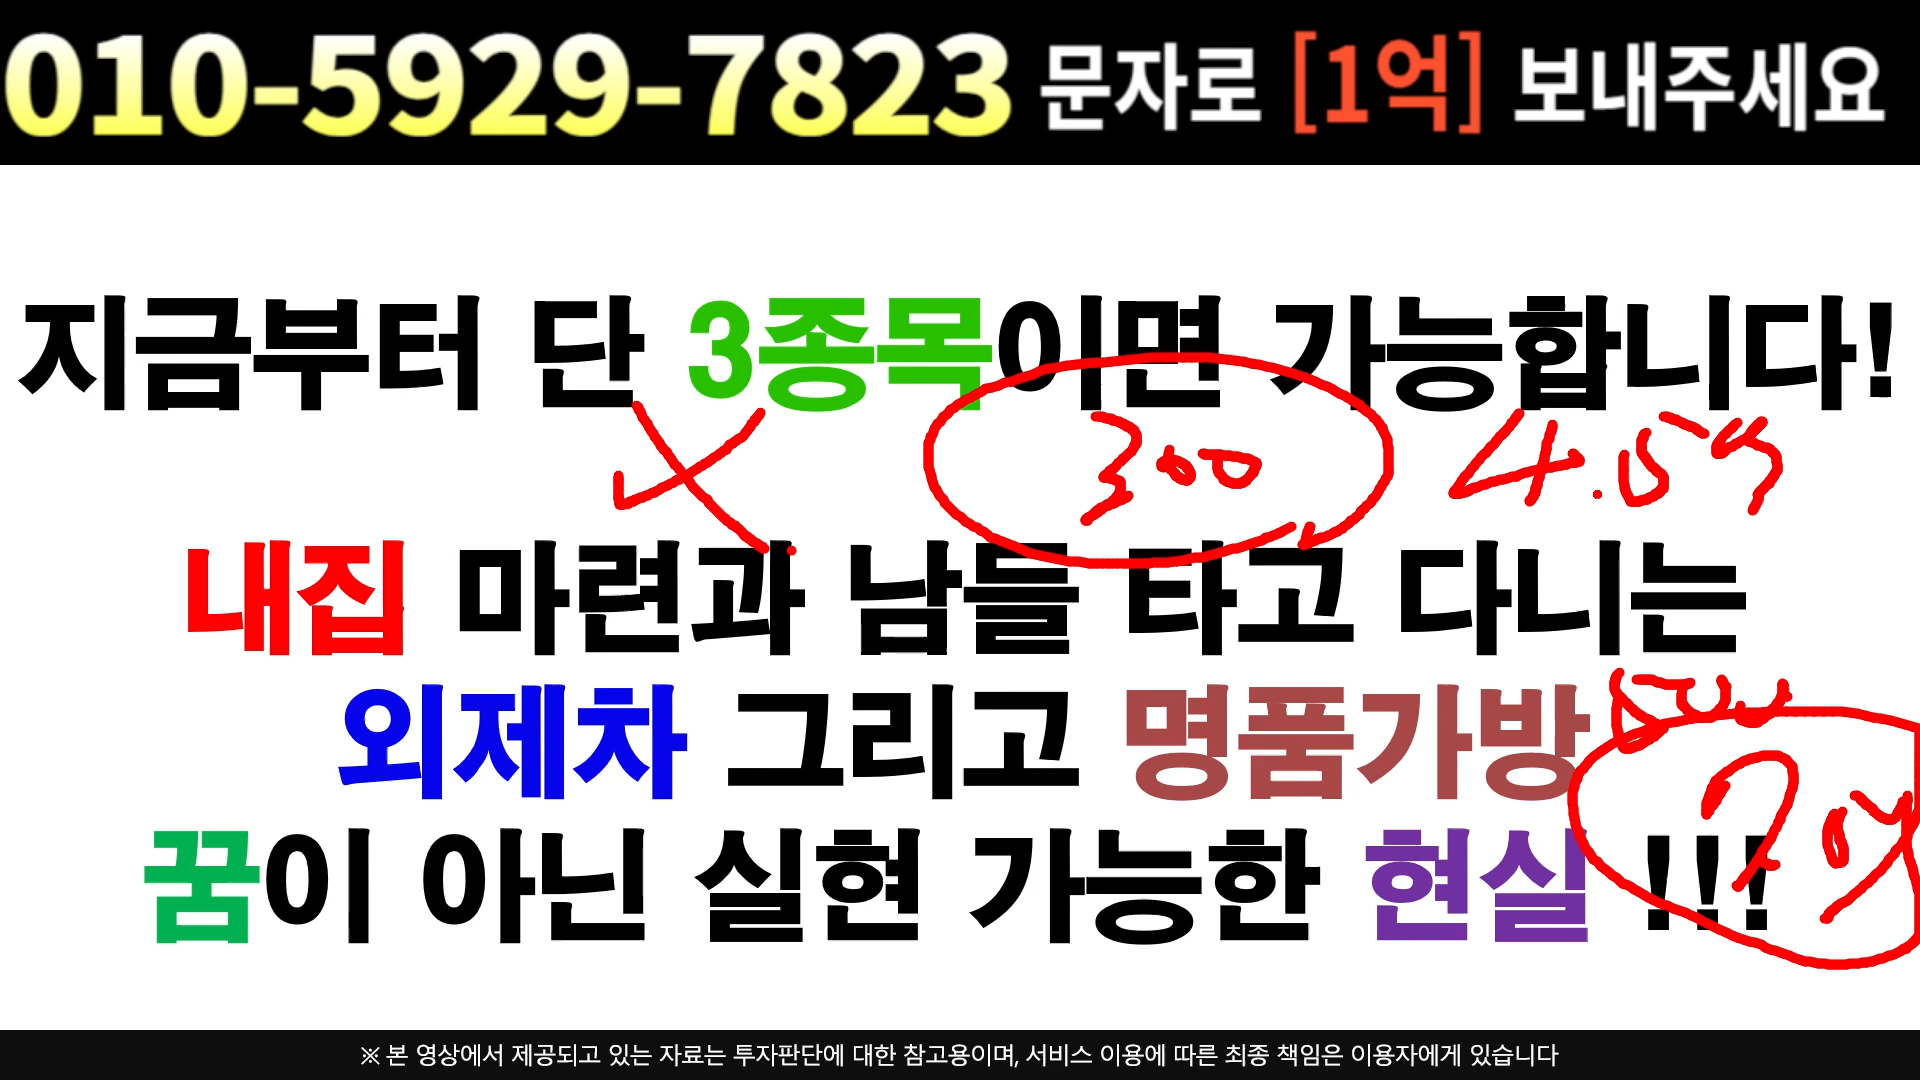 010-5929-7823 문자로 [1억] 보내주세요
지금부터 단 3종목이면 가능합니다!
300 4.5억
내집 마련과 남들 타고 다니는
500
외제차 그리고 명품가방
꿈이 아닌 실현 가능한 현실 !!!
※ 본 영상에서 제공되고 있는 자료는 투자판단에 대한 참고용이며, 서비스 이용에 따른 최종 책임은 이용자에게 있습니다